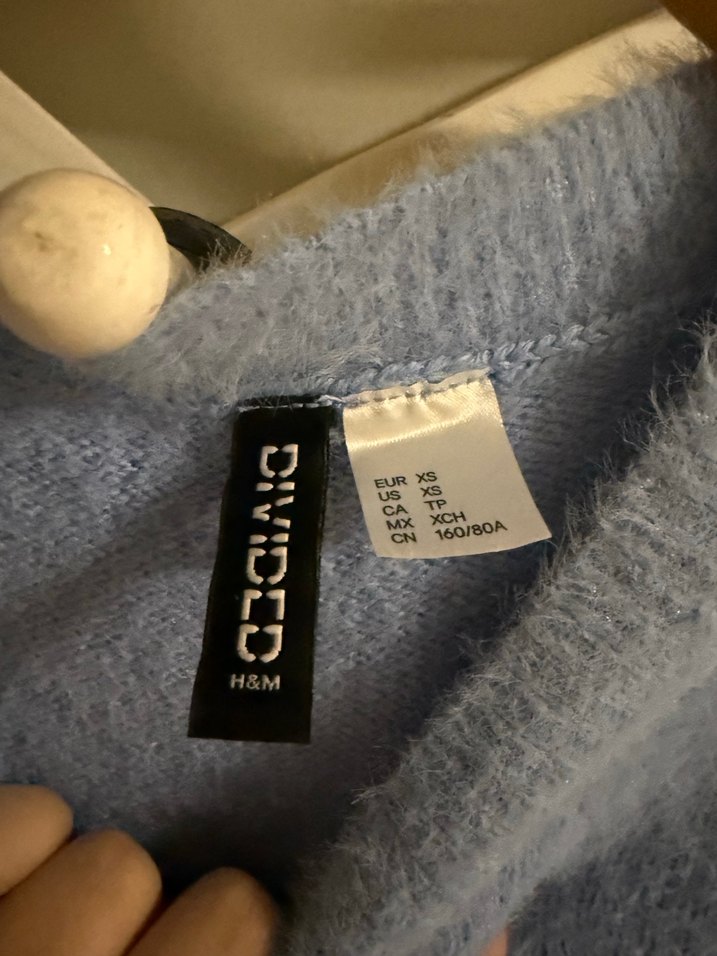 DIVIDED
H&M
EUR XS
US XS
CA TP
MX XCH
CN 160/80A